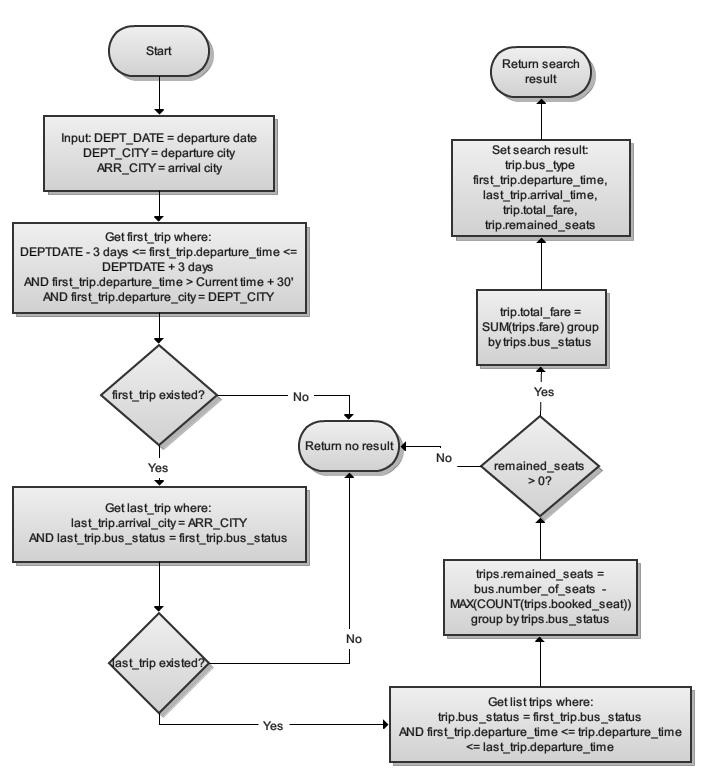 Start
Input: DEPT_DATE = departure date
DEPT_CITY = departure city
ARR_CITY = arrival city
Get first_trip where:
DEPTDATE - 3 days <= first_trip.departure_time <=
DEPTDATE + 3 days
AND first_trip.departure_time > Current time + 30'
AND first_trip.departure_city = DEPT_CITY
first_trip existed?
No
Return no result
Yes
Get last_trip where:
last_trip.arrival_city = ARR_CITY
AND last_trip.bus_status = first_trip.bus_status
last_trip existed?
No
Yes
Get list trips where:
trip.bus_status = first_trip.bus_status
AND first_trip.departure_time <= trip.departure_time
<= last_trip.departure_time
trips.remained_seats =
bus.number_of_seats -
MAX(COUNT(trips.booked_seat))
group by trips.bus_status
remained_seats
> 0?
No
Yes
trip.total_fare =
SUM(trips.fare) group
by trips.bus_status
Set search result:
trip.bus_type
first_trip.departure_time,
last_trip.arrival_time,
trip.total_fare,
trip.remained_seats
Return search
result